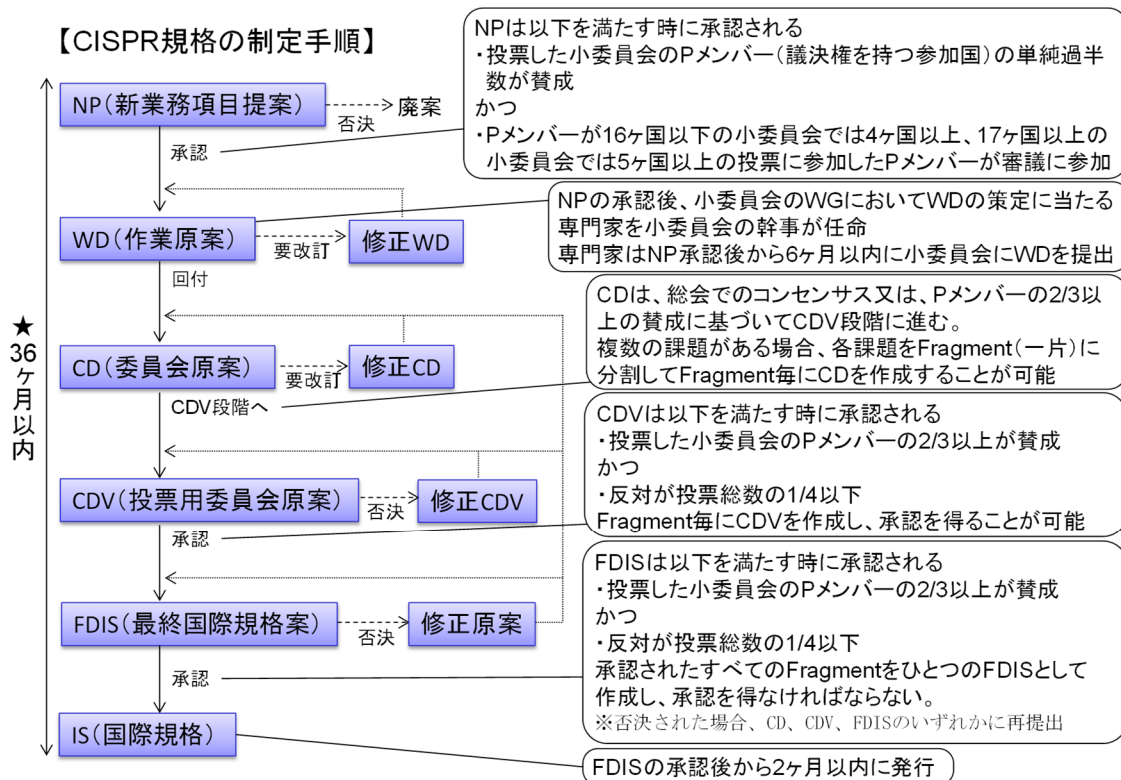 【CISPR規格の制定手順】
NP(新業務項目提案)
否決
廃案
承認
NPは以下を満たす時に承認される
・投票した小委員会のPメンバー(議決権を持つ参加国)の単純過半
数が賛成
かつ
・Pメンバーが16ヶ国以下の小委員会では4ヶ国以上、17ヶ国以上の
小委員会では5ヶ国以上の投票に参加したPメンバーが審議に参加
WD(作業原案)
要改訂
修正WD
回付
NPの承認後、小委員会のWGにおいてWDの策定に当たる
専門家を小委員会の幹事が任命
専門家はNP承認後から6ヶ月以内に小委員会にWDを提出
★36ヶ月以内
CD(委員会原案)
要改訂
修正CD
CDV段階へ
CDは、総会でのコンセンサス又は、Pメンバーの2/3以
上の賛成に基づいてCDV段階に進む。
複数の課題がある場合、各課題をFragment(一片)に
分割してFragment毎にCDを作成することが可能
CDV(投票用委員会原案)
否決
修正CDV
承認
CDVは以下を満たす時に承認される
・投票した小委員会のPメンバーの2/3以上が賛成
かつ
・反対が投票総数の1/4以下
Fragment毎にCDVを作成し、承認を得ることが可能
FDIS(最終国際規格案)
否決
修正原案
承認
FDISは以下を満たす時に承認される
・投票した小委員会のPメンバーの2/3以上が賛成
かつ
・反対が投票総数の1/4以下
承認されたすべてのFragmentをひとつのFDISとして
作成し、承認を得なければならない。
※否決された場合、CD、CDV、FDISのいずれかに再提出
IS(国際規格)
FDISの承認後から2ヶ月以内に発行